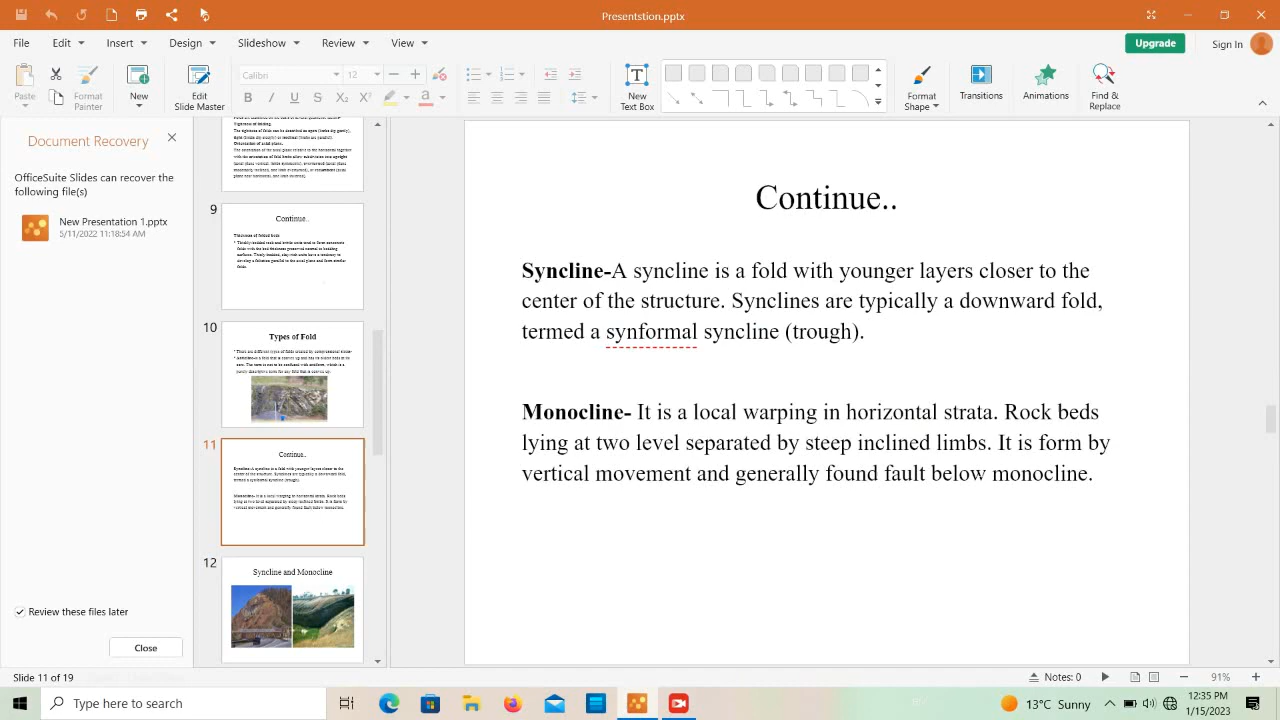 Presentation.pptx
File Edit Insert Design Slideshow Review View
Upgrade Sign In
Calibri 12
Paste Format Painter New Edit Slide Master
B I U S X₂ X²
New Text Box
Format Shape Transitions Animations Find & Replace
Document Recovery
OfficeSuite Slides can recover the
following file(s)
New Presentation 1.pptx
5/11/2022 11:18:54 AM
Review these files later
Close
9
Continue..
10
Types of Fold
11
Continue..
12
Syncline and Monocline
Continue..
Syncline-A syncline is a fold with younger layers closer to the
center of the structure. Synclines are typically a downward fold,
termed a synformal syncline (trough).
Monocline- It is a local warping in horizontal strata. Rock beds
lying at two level separated by steep inclined limbs. It is form by
vertical movement and generally found fault below monocline.
Slide 11 of 19
Notes: 0
91%
Type here to search
13°C Sunny
12:35 PM
1/15/2023